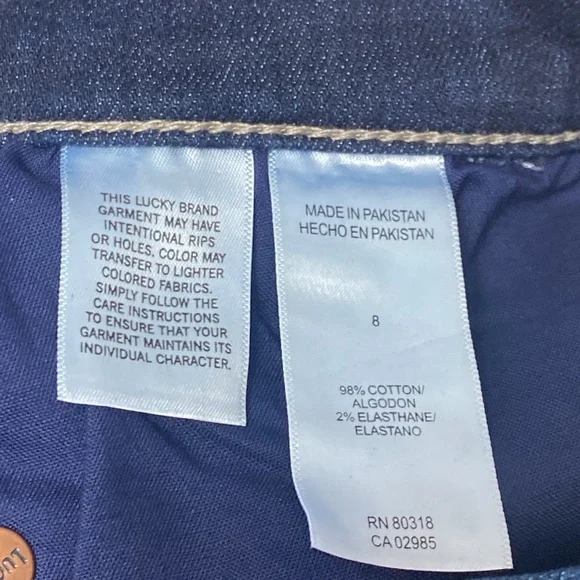 THIS LUCKY BRAND
GARMENT MAY HAVE
INTENTIONAL RIPS
OR HOLES. COLOR MAY
TRANSFER TO LIGHTER
COLORED FABRICS.
SIMPLY FOLLOW THE
CARE INSTRUCTIONS
TO ENSURE THAT YOUR
GARMENT MAINTAINS ITS
INDIVIDUAL CHARACTER.
MADE IN PAKISTAN
HECHO EN PAKISTAN
8
98% COTTON/
ALGODON
2% ELASTHANE/
ELASTANO
RN 80318
CA 02985